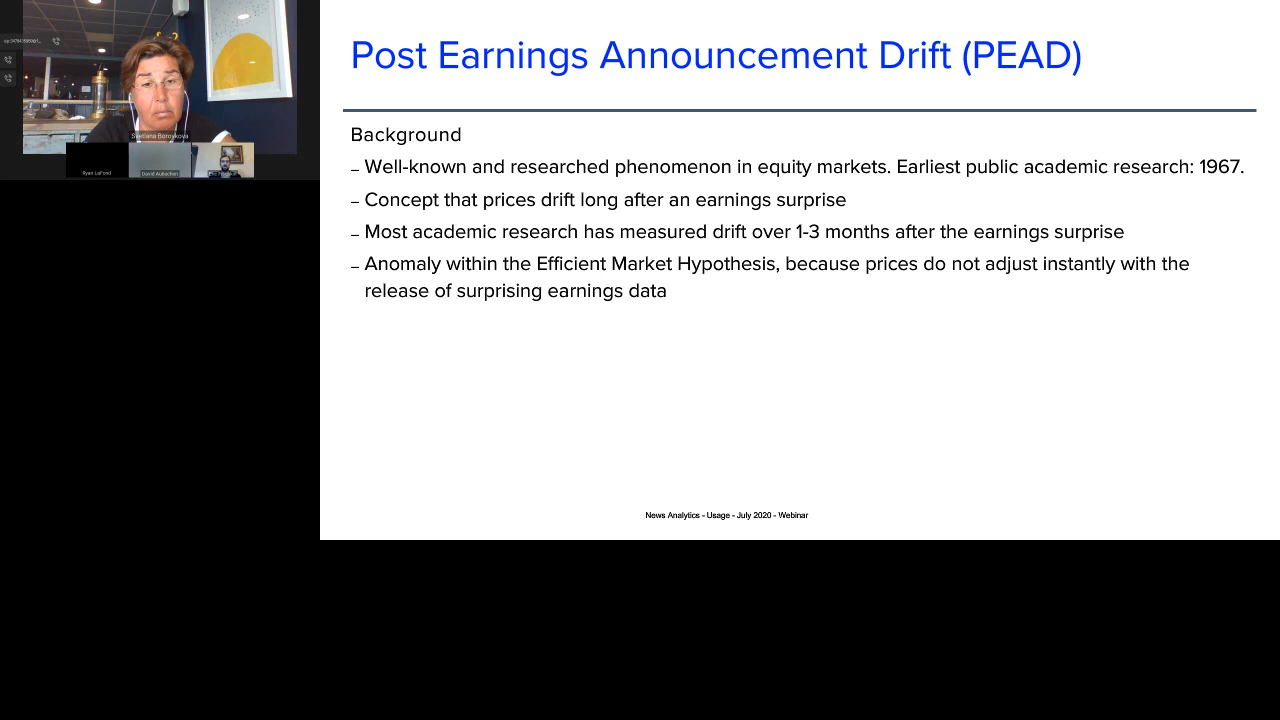 Post Earnings Announcement Drift (PEAD)
Background
– Well-known and researched phenomenon in equity markets. Earliest public academic research: 1967.
– Concept that prices drift long after an earnings surprise
– Most academic research has measured drift over 1-3 months after the earnings surprise
– Anomaly within the Efficient Market Hypothesis, because prices do not adjust instantly with the
release of surprising earnings data
News Analytics - Usage - July 2020 - Webinar
Svetlana Borovkova
Ryan LaFond
David Aubuchon